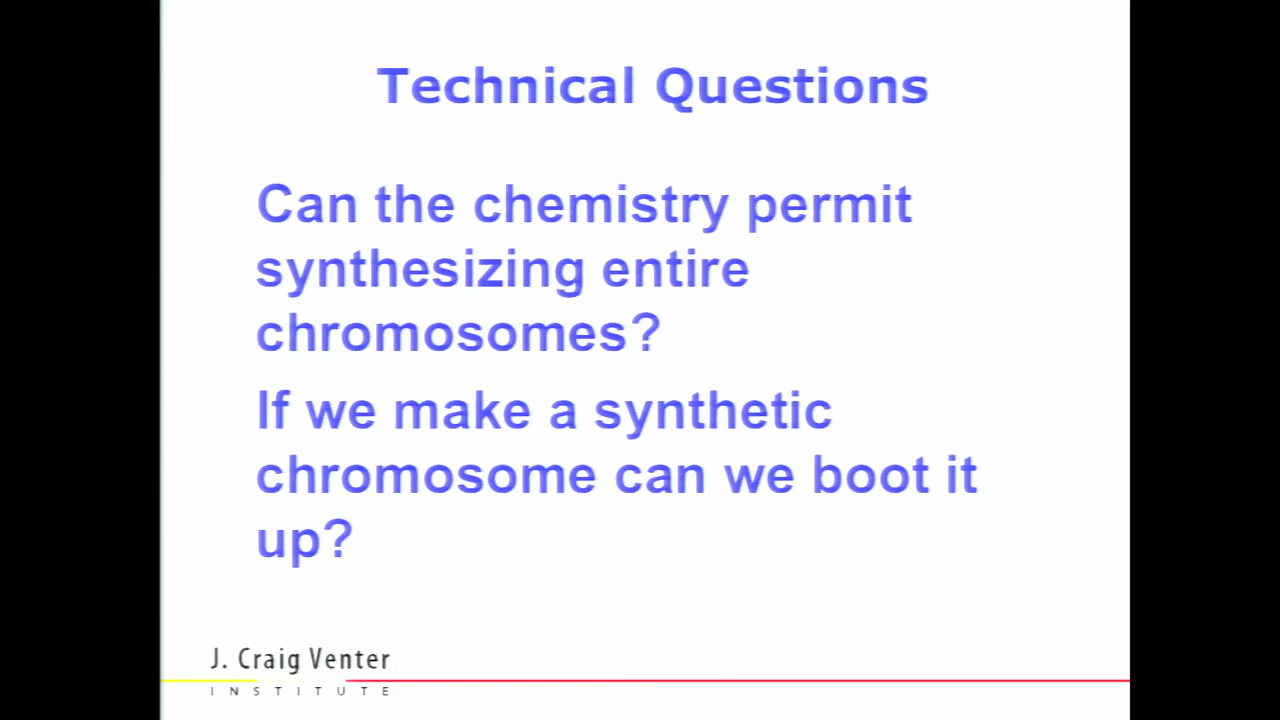 Technical Questions
Can the chemistry permit
synthesizing entire
chromosomes?
If we make a synthetic
chromosome can we boot it
up?
J. Craig Venter
INSTITUTE